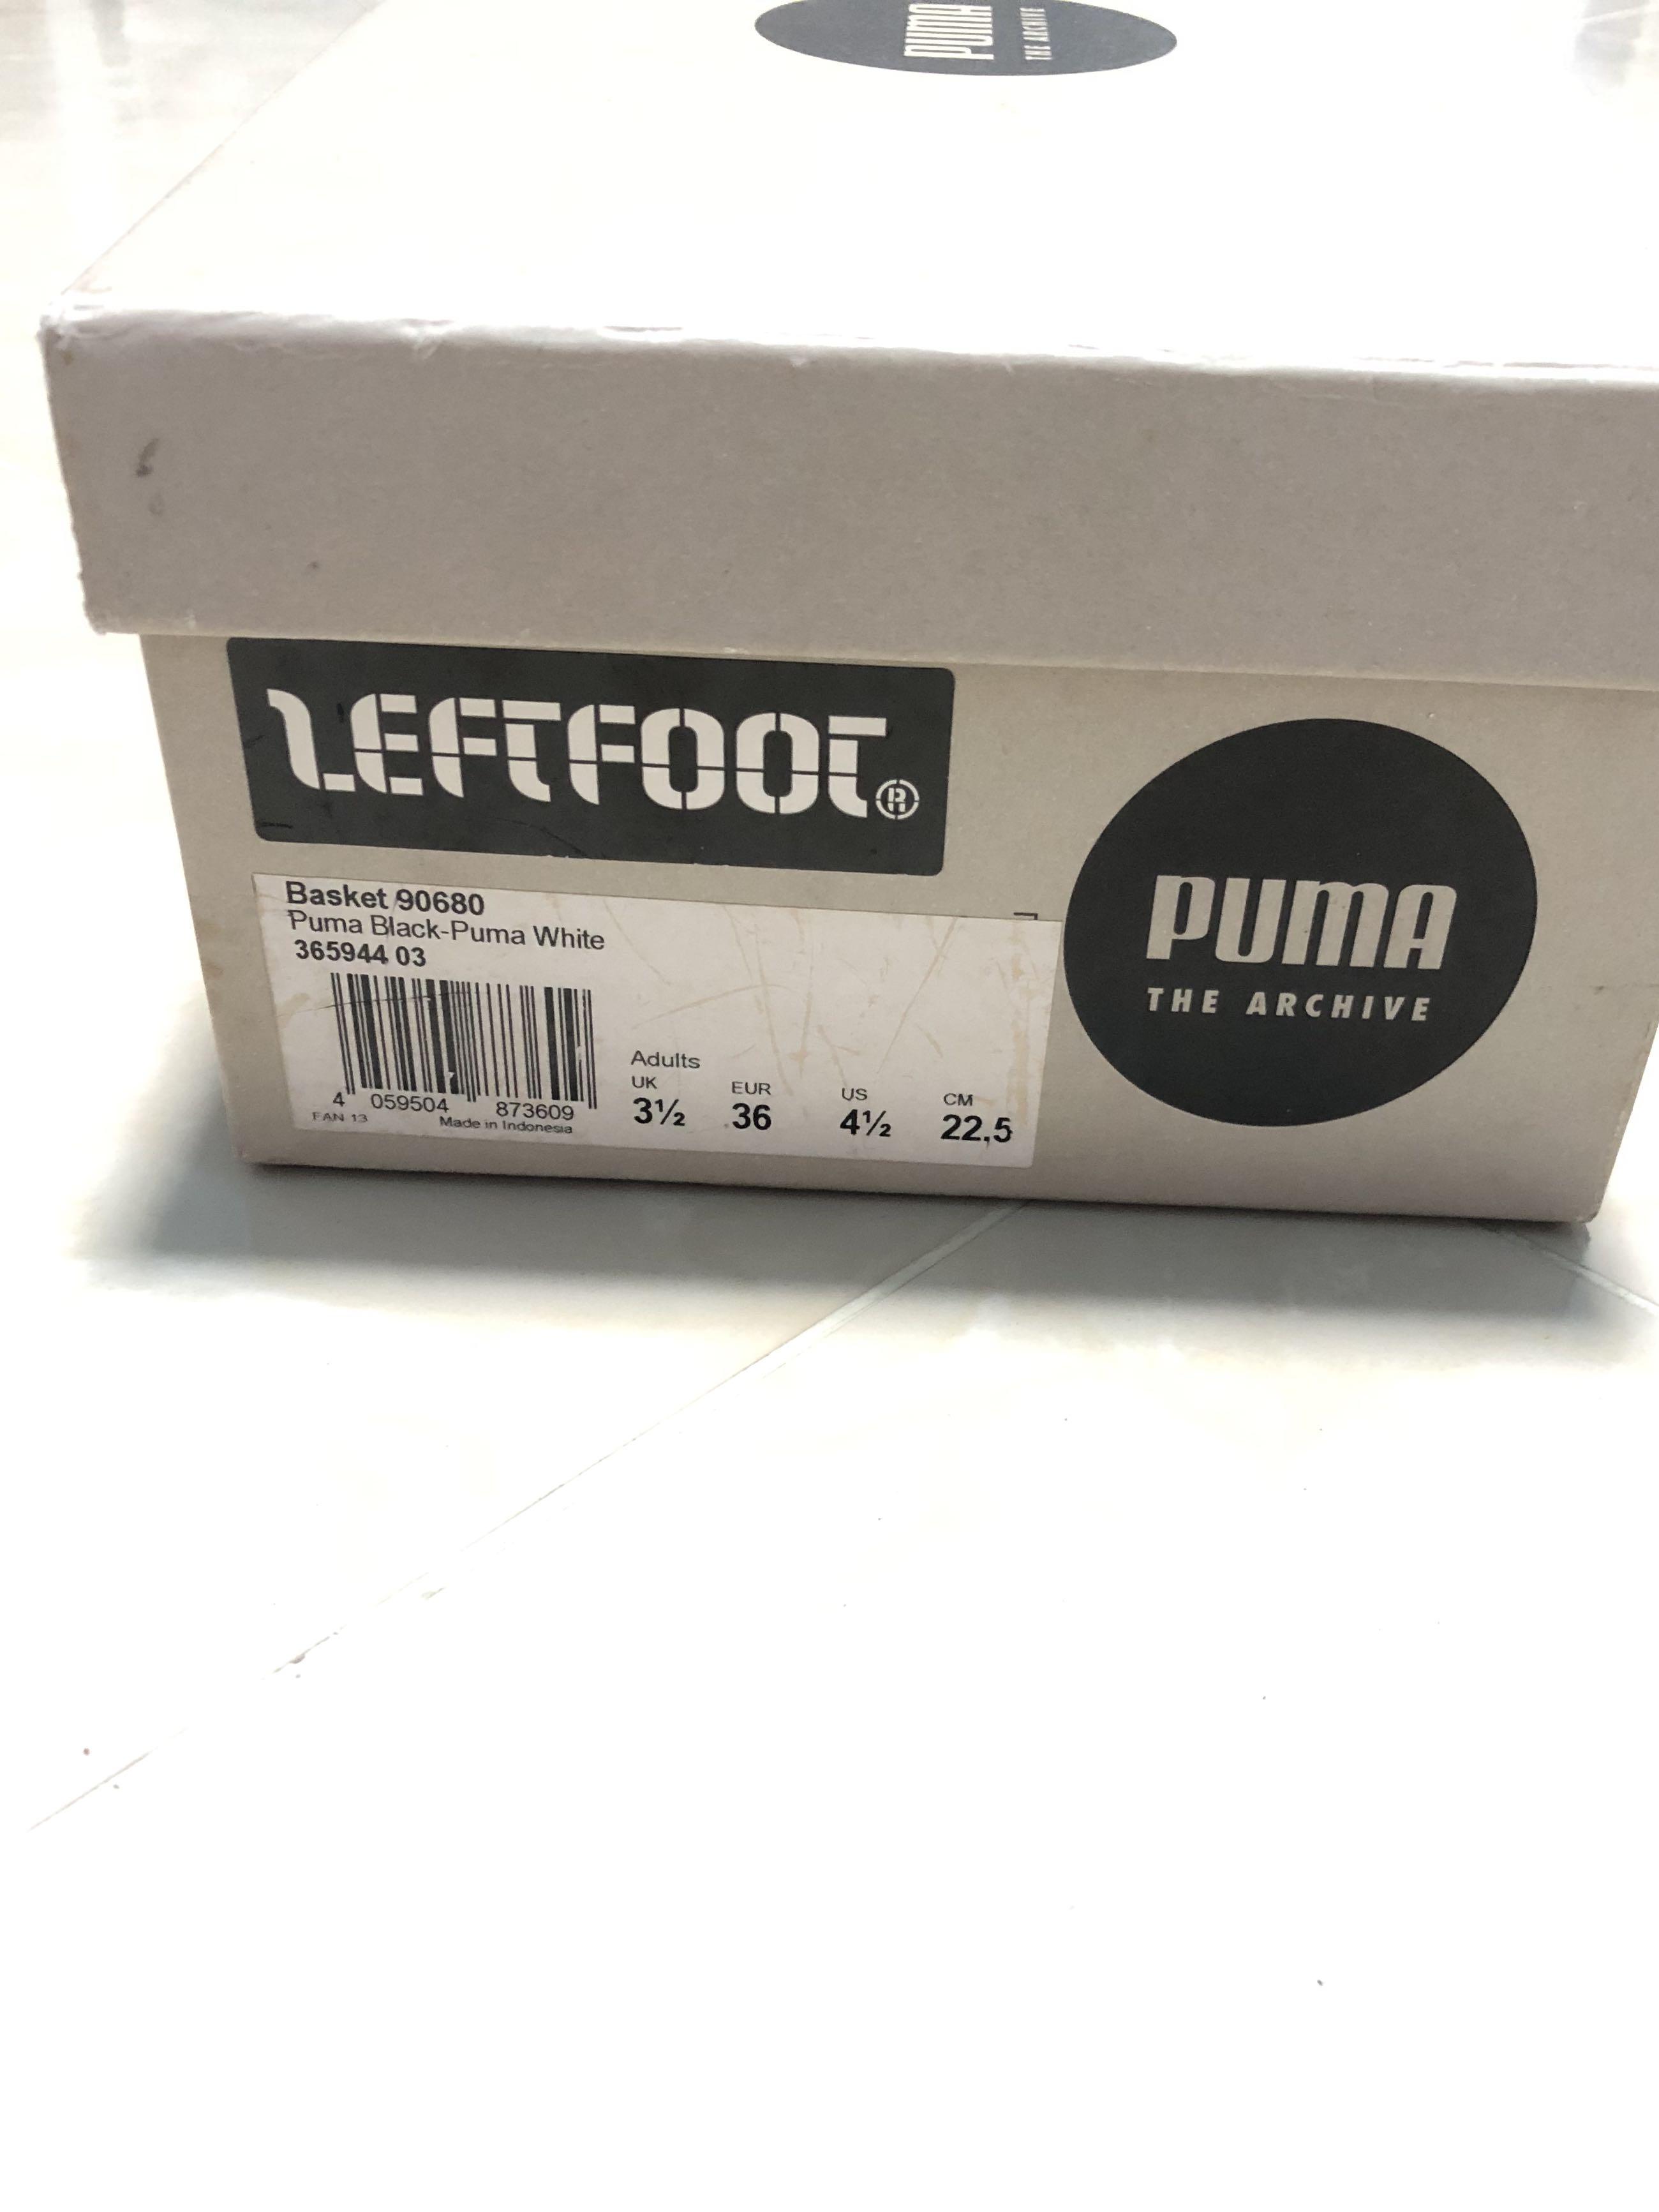 PUMA
THE ARCHIVE
LEFTFOOT®
Basket 90680
Puma Black-Puma White
365944 03
4 059504 873609
FAN 13 Made in Indonesia
Adults
UK EUR US CM
3½ 36 4½ 22,5
PUMA
THE ARCHIVE